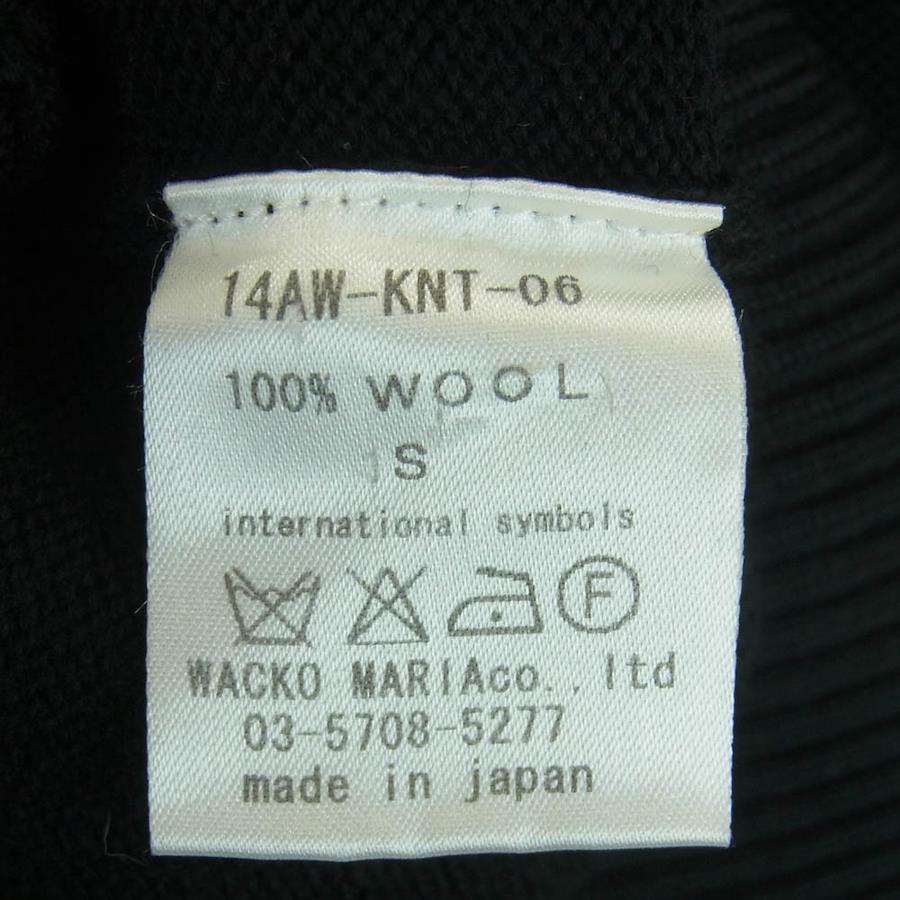 14AW-KNT-06
100% WOOL
S
international symbols
F
WACKO MARIAco.,ltd
03-5708-5277
made in japan